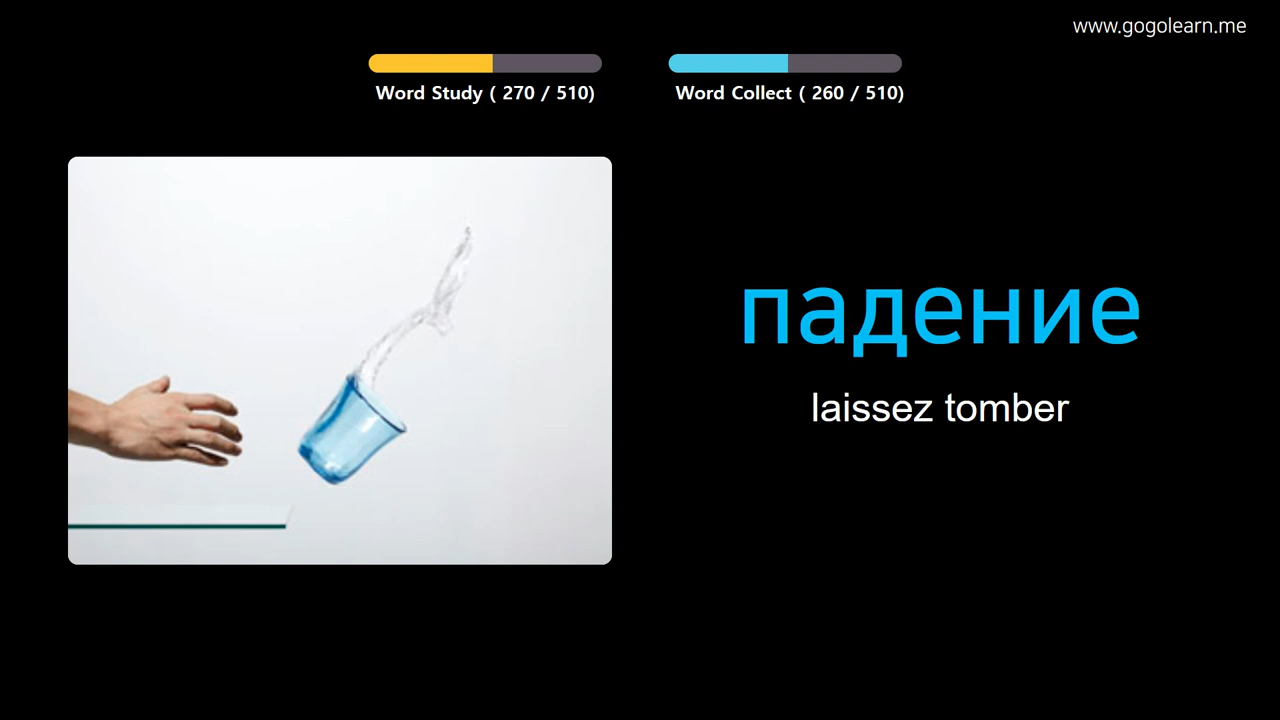 www.gogolearn.me
Word Study ( 270 / 510)
Word Collect ( 260 / 510)
падение
laissez tomber